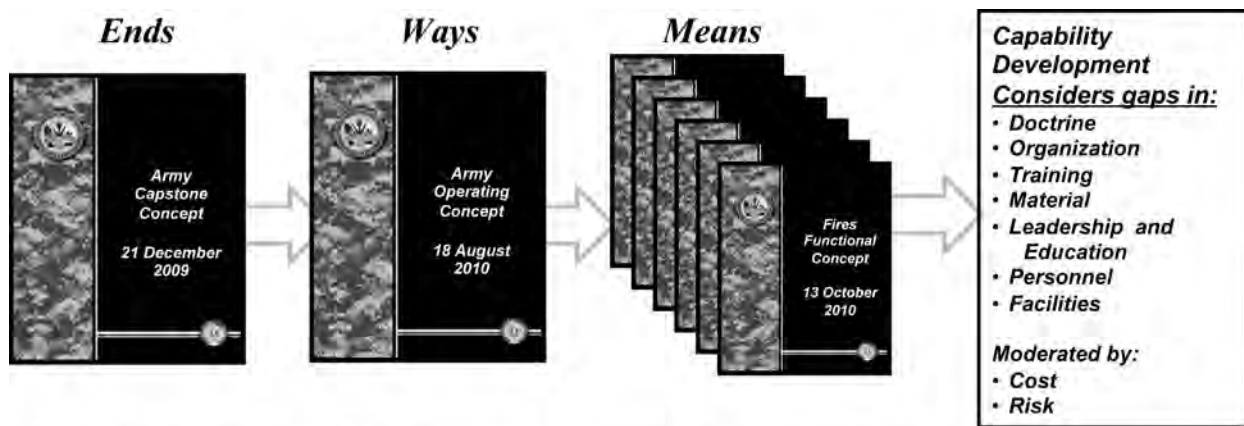 Ends
Ways
Means
Army
Capstone
Concept
21 December
2009
Army
Operating
Concept
18 August
2010
Fires
Functional
Concept
13 October
2010
Capability
Development
Considers gaps in:
• Doctrine
• Organization
• Training
• Material
• Leadership and
Education
• Personnel
• Facilities
Moderated by:
• Cost
• Risk